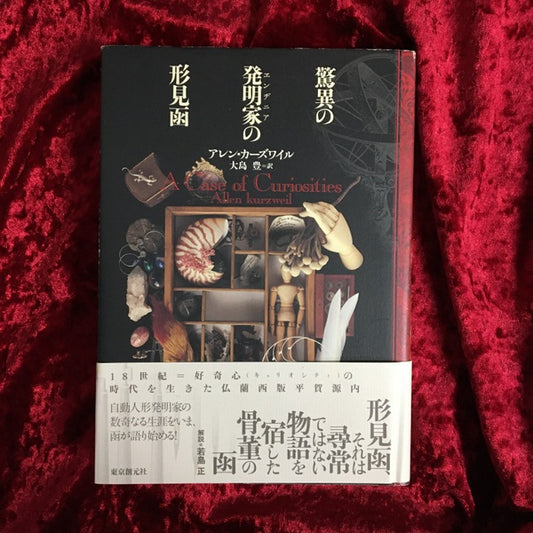 驚異の
発明家の
エンヂニア
形見函
アレン・カーズワイル
大島 豊=訳
A Case of Curiosities
Allen kurzweil
18世紀=好奇心(キュリオシティ)の
時代を生きた仏蘭西版平賀源内
形見函、
それは、
尋常
ではない
物語を
宿した
骨董の
函
解説・若島 正
自動人形発明家の
数奇なる生涯をいま、
函が語り始める!
東京創元社